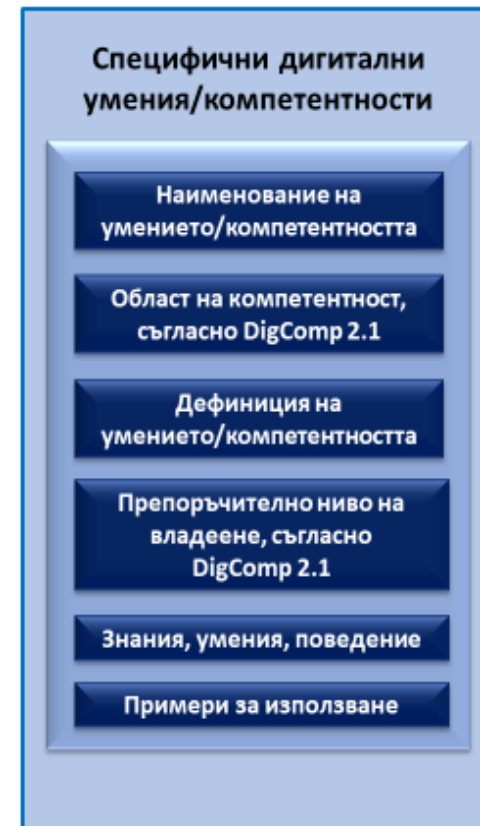 Специфични дигитални
умения/компетентности
Наименование на
умението/компетентността
Област на компетентност,
съгласно DigComp 2.1
Дефиниция на
умението/компетентността
Препоръчително ниво на
владеене, съгласно
DigComp 2.1
Знания, умения, поведение
Примери за използване